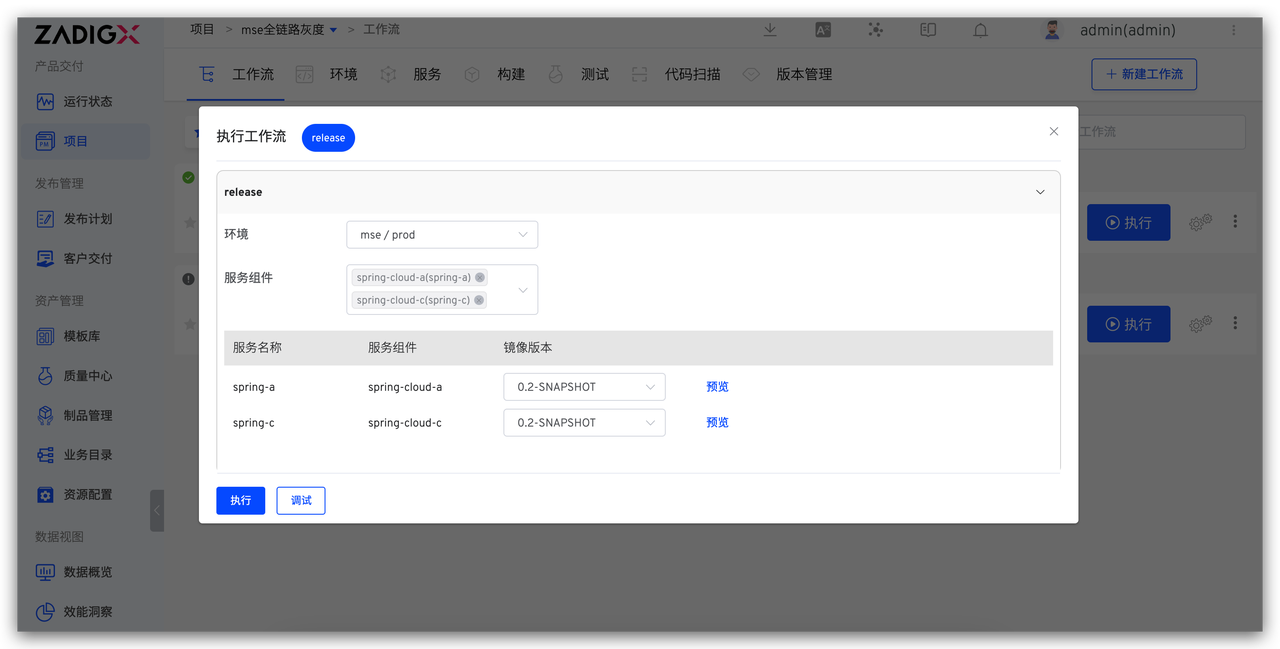 ZADIGX
项目 > mse全链路灰度 > 工作流
admin(admin)
产品交付
运行状态
项目
发布管理
发布计划
客户交付
资产管理
模板库
质量中心
制品管理
业务目录
资源配置
数据视图
数据概览
效能洞察
工作流 环境 服务 构建 测试 代码扫描 版本管理
+ 新建工作流
工作流
执行
执行
执行工作流 release
release
环境 mse / prod
服务组件 spring-cloud-a(spring-a)
spring-cloud-c(spring-c)
服务名称 服务组件 镜像版本
spring-a spring-cloud-a 0.2-SNAPSHOT 预览
spring-c spring-cloud-c 0.2-SNAPSHOT 预览
执行 调试